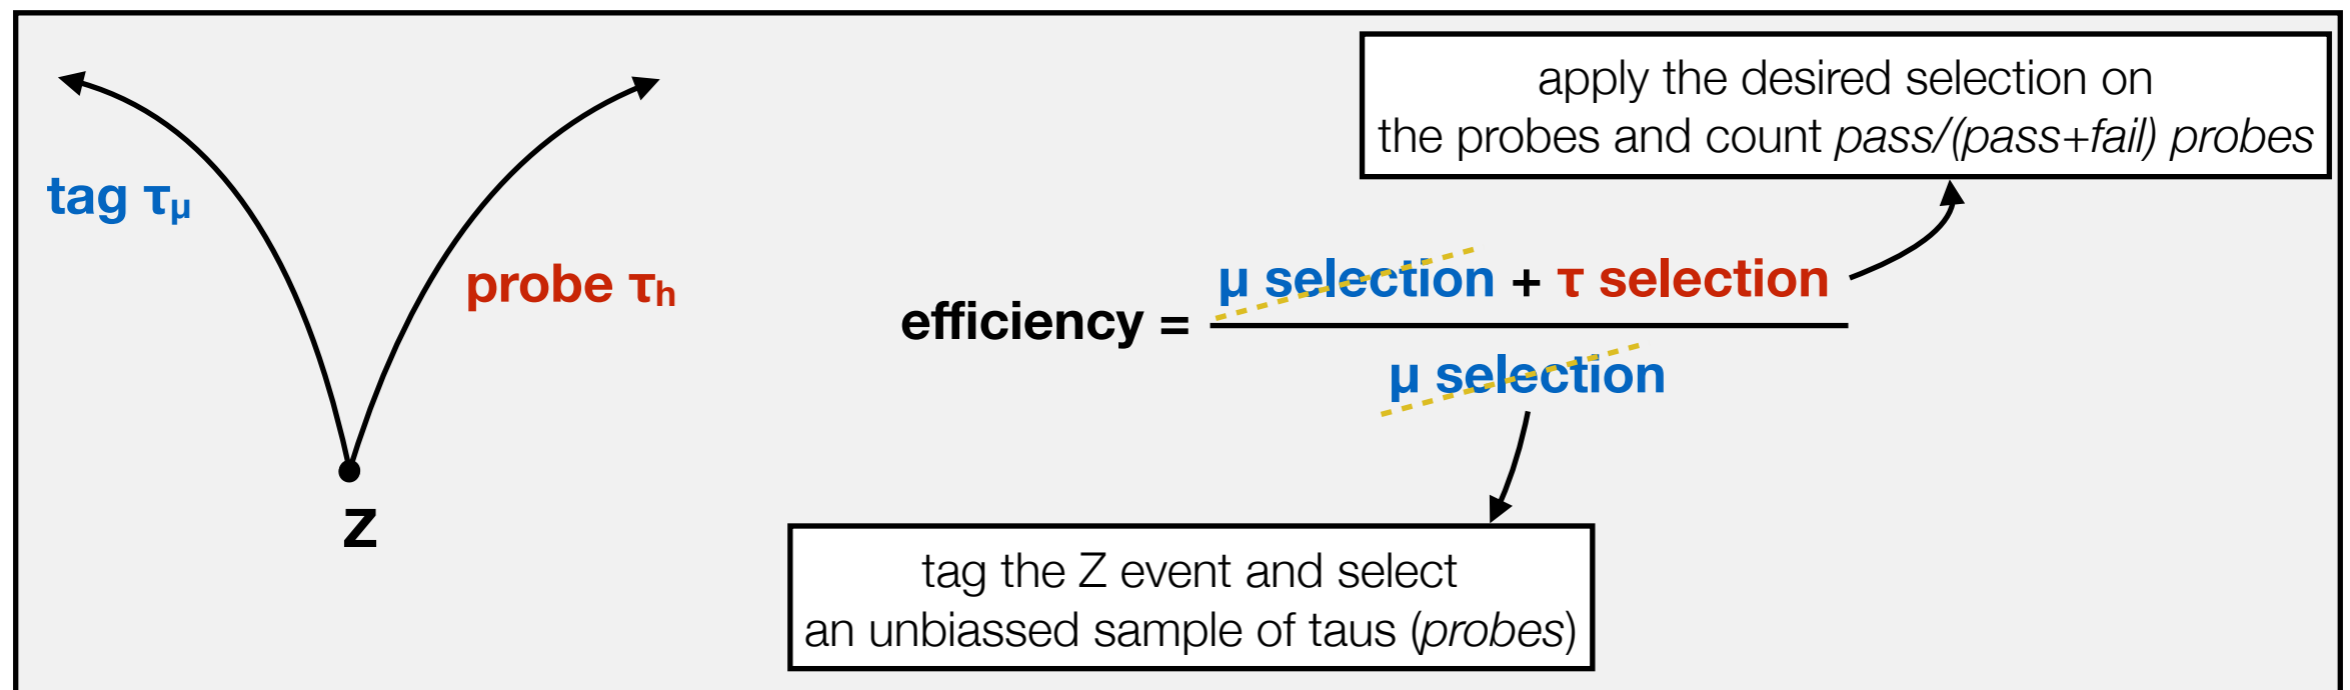 tag τμ
probe τh
Z
apply the desired selection on
the probes and count pass/(pass+fail) probes
efficiency =
μ selection + τ selection
μ selection
tag the Z event and select
an unbiassed sample of taus (probes)